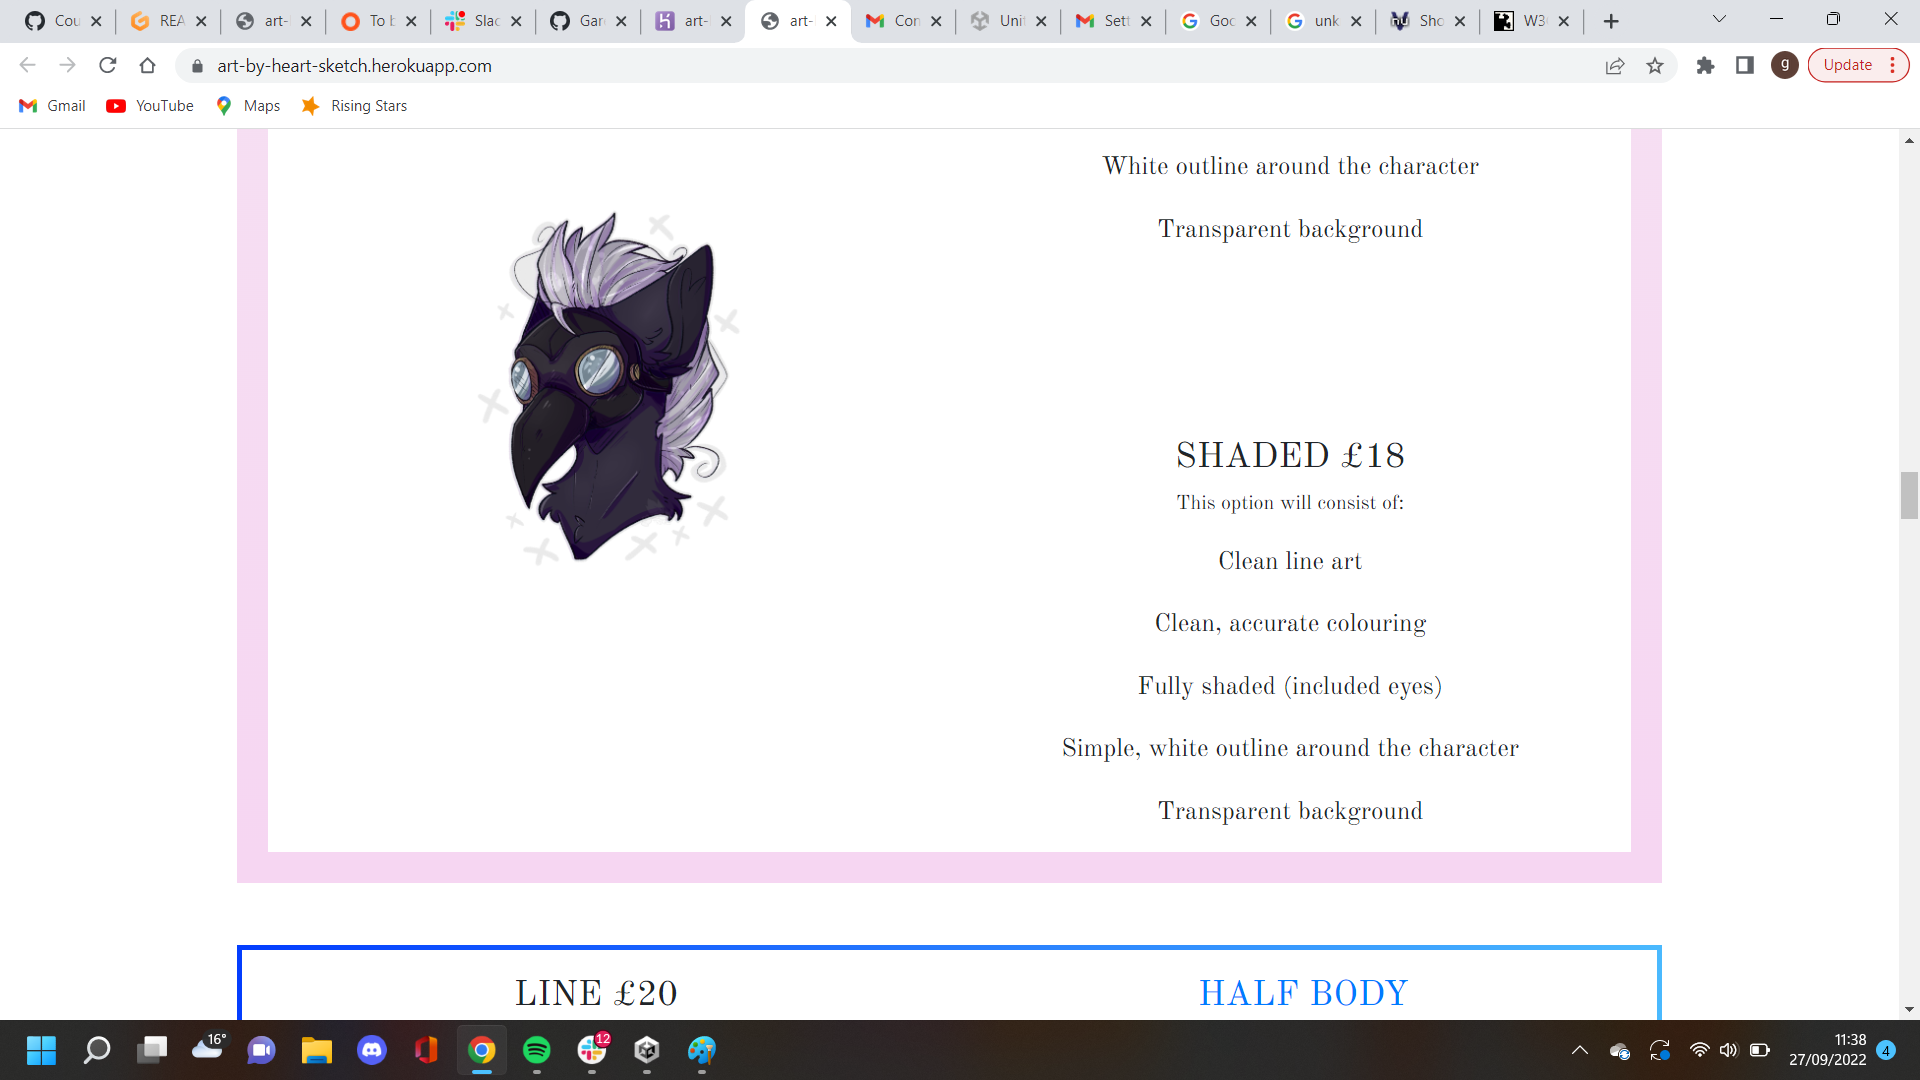 Cou
REA
art-
To b
Slac
Gar
art-
art-
Con
Unit
Sett
Goo
unk
Sho
W3
art-by-heart-sketch.herokuapp.com
g
Update
Gmail
YouTube
Maps
Rising Stars
White outline around the character
Transparent background
SHADED £18
This option will consist of:
Clean line art
Clean, accurate colouring
Fully shaded (included eyes)
Simple, white outline around the character
Transparent background
LINE £20
HALF BODY
16°
12
11:38
27/09/2022
4